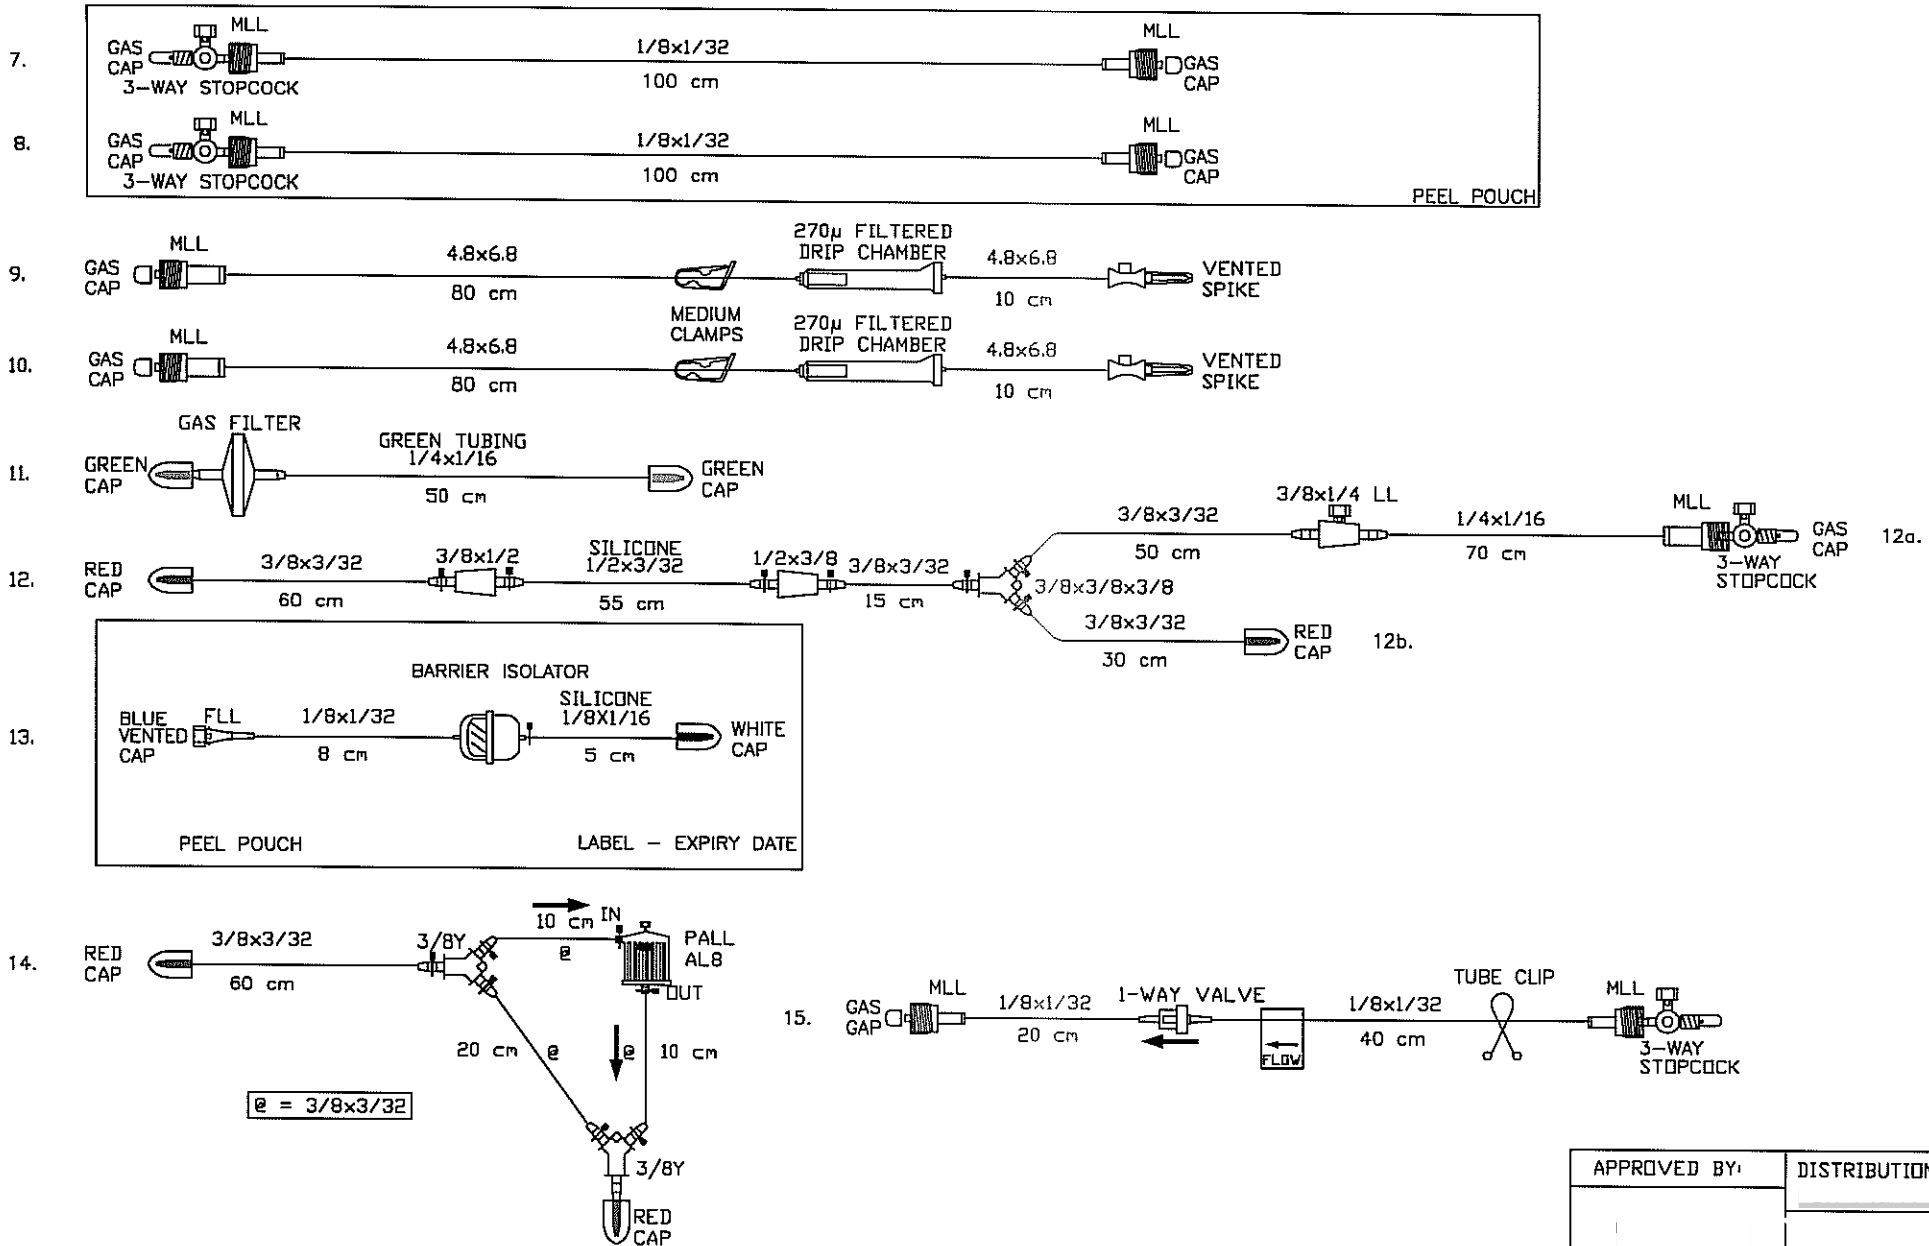 7.
GAS CAP
MLL
3-WAY STOPCOCK
1/8x1/32
100 cm
MLL
GAS CAP
8.
GAS CAP
MLL
3-WAY STOPCOCK
1/8x1/32
100 cm
MLL
GAS CAP
PEEL POUCH
9.
GAS CAP
MLL
4.8x6.8
80 cm
MEDIUM CLAMPS
270µ FILTERED DRIP CHAMBER
4.8x6.8
10 cm
VENTED SPIKE
10.
GAS CAP
MLL
4.8x6.8
80 cm
270µ FILTERED DRIP CHAMBER
4.8x6.8
10 cm
VENTED SPIKE
11.
GREEN CAP
GAS FILTER
GREEN TUBING
1/4x1/16
50 cm
GREEN CAP
12.
RED CAP
3/8x3/32
60 cm
3/8x1/2
SILICONE
1/2x3/32
55 cm
1/2x3/8
3/8x3/32
15 cm
3/8x3/8x3/8
3/8x3/32
50 cm
3/8x1/4 LL
1/4x1/16
70 cm
MLL
3-WAY STOPCOCK
GAS CAP
12a.
3/8x3/32
30 cm
RED CAP
12b.
13.
BLUE VENTED CAP
FLL
1/8x1/32
8 cm
BARRIER ISOLATOR
SILICONE
1/8X1/16
5 cm
WHITE CAP
PEEL POUCH
LABEL - EXPIRY DATE
14.
RED CAP
3/8x3/32
60 cm
3/8Y
10 cm
@
IN
PALL AL8
OUT
20 cm
@
@
10 cm
@ = 3/8x3/32
3/8Y
RED CAP
15.
GAS GAP
MLL
1/8x1/32
20 cm
1-WAY VALVE
FLOW
1/8x1/32
40 cm
TUBE CLIP
MLL
3-WAY STOPCOCK
APPROVED BY:
DISTRIBUTION